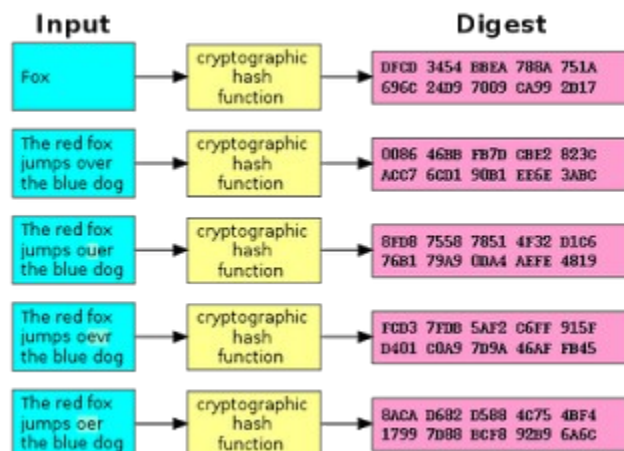 Input
Digest
Fox
cryptographic
hash
function
DFCD 3454 BBEA 788A 751A
696C 24D9 7009 CA99 2D17
The red fox
jumps over
the blue dog
cryptographic
hash
function
0086 46BB FB7D CBE2 823C
ACC7 6CD1 90B1 EE6E 3ABC
The red fox
jumps ouer
the blue dog
cryptographic
hash
function
8FD8 7558 7851 4F32 D1C6
76B1 79A9 0DA4 AEFE 4819
The red fox
jumps oevr
the blue dog
cryptographic
hash
function
FCD3 7FDB 5AF2 C6FF 915F
D401 C0A9 7D9A 46AF FB45
The red fox
jumps oer
the blue dog
cryptographic
hash
function
8ACA D682 D588 4C75 4BF4
1799 7D88 BCF8 92B9 6A6C